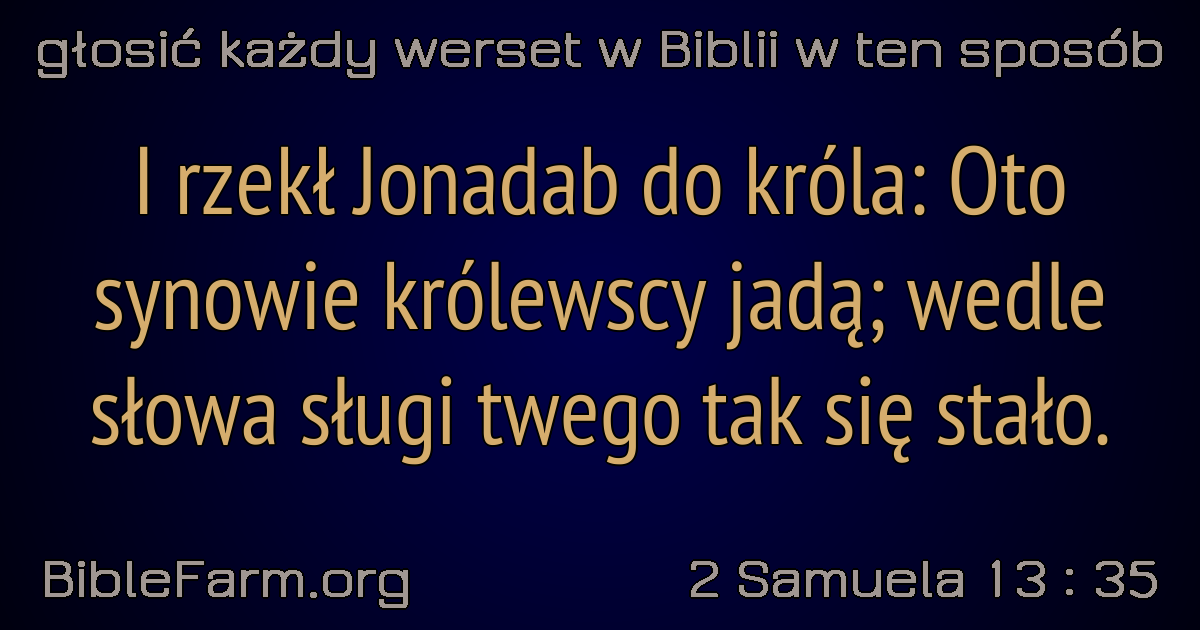 głosić każdy werset w Biblii w ten sposób
I rzekł Jonadab do króla: Oto
synowie królewscy jadą; wedle
słowa sługi twego tak się stało.
BibleFarm.org
2 Samuela 13 : 35